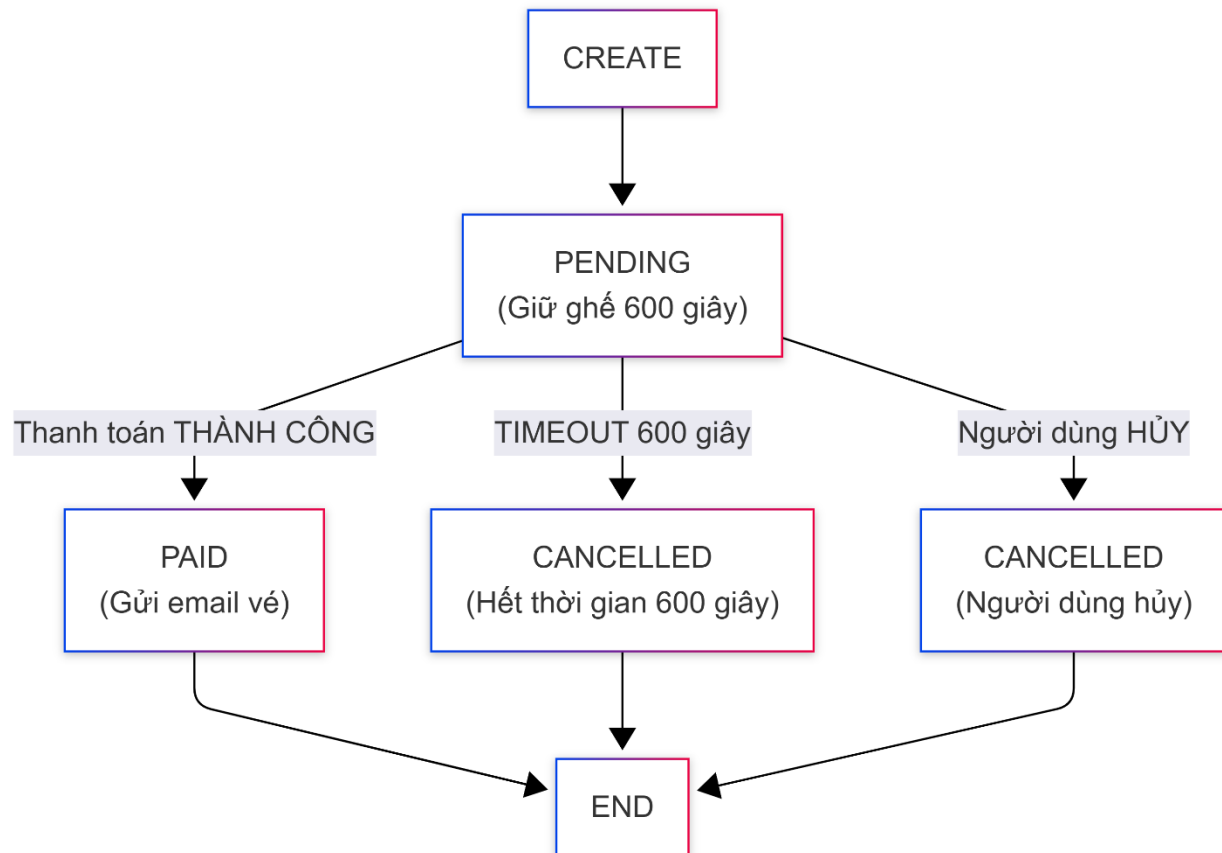 CREATE
PENDING
(Giữ ghế 600 giây)
Thanh toán THÀNH CÔNG
TIMEOUT 600 giây
Người dùng HỦY
PAID
(Gửi email vé)
CANCELLED
(Hết thời gian 600 giây)
CANCELLED
(Người dùng hủy)
END